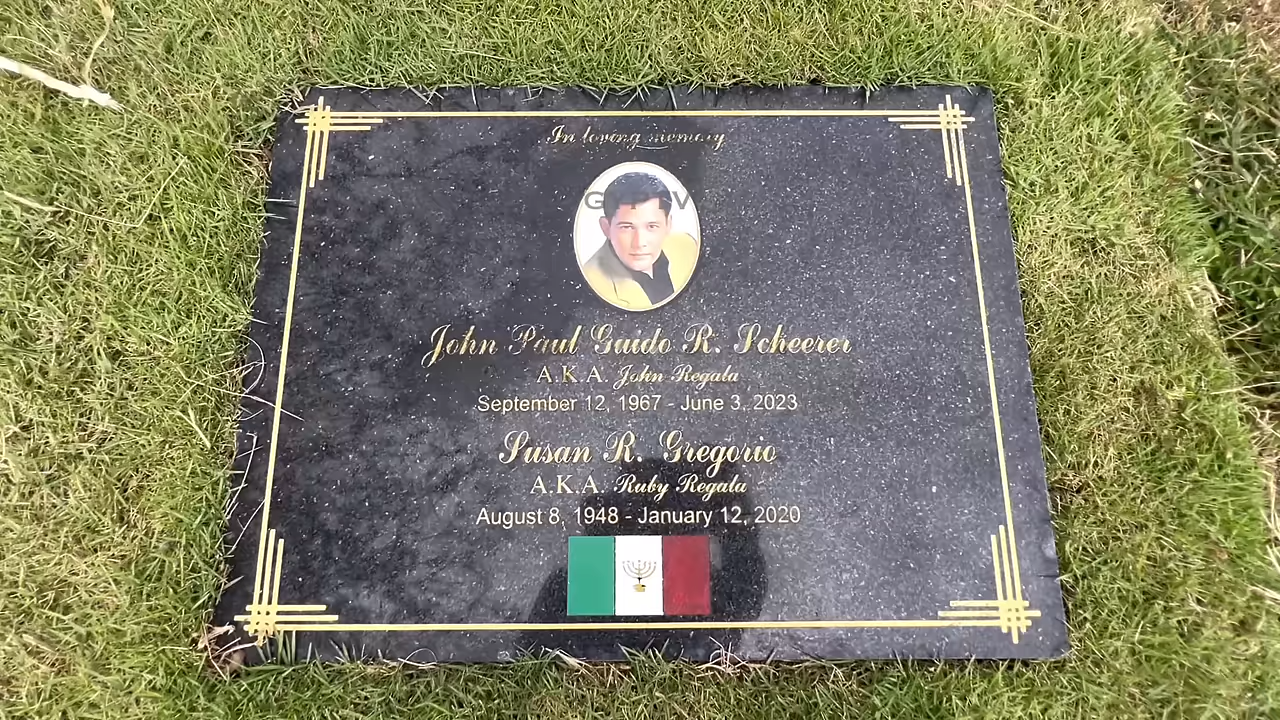 In loving memory
John Paul Guido R. Scheerer
A.K.A. John Regala
September 12, 1967 - June 3, 2023
Susan R. Gregorio
A.K.A. Ruby Regala
August 8, 1948 - January 12, 2020